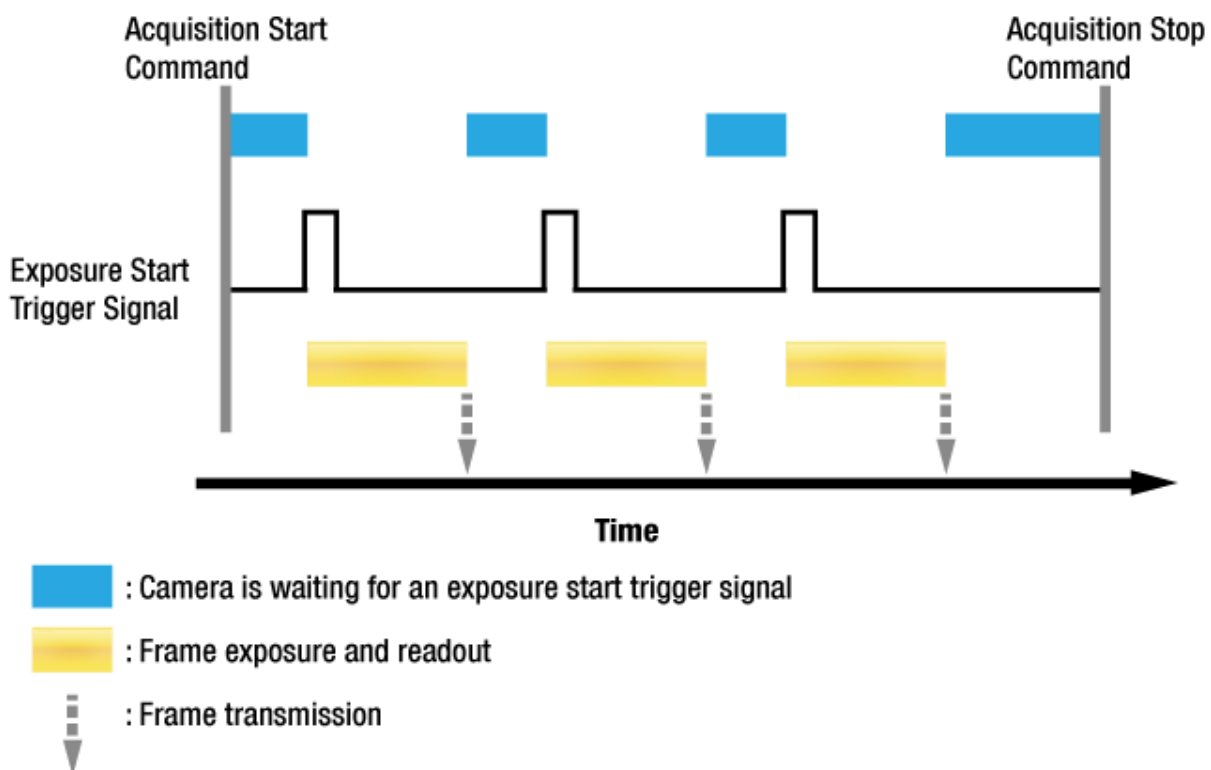 Acquisition Start
Command
Acquisition Stop
Command
Exposure Start
Trigger Signal
Time
: Camera is waiting for an exposure start trigger signal
: Frame exposure and readout
: Frame transmission